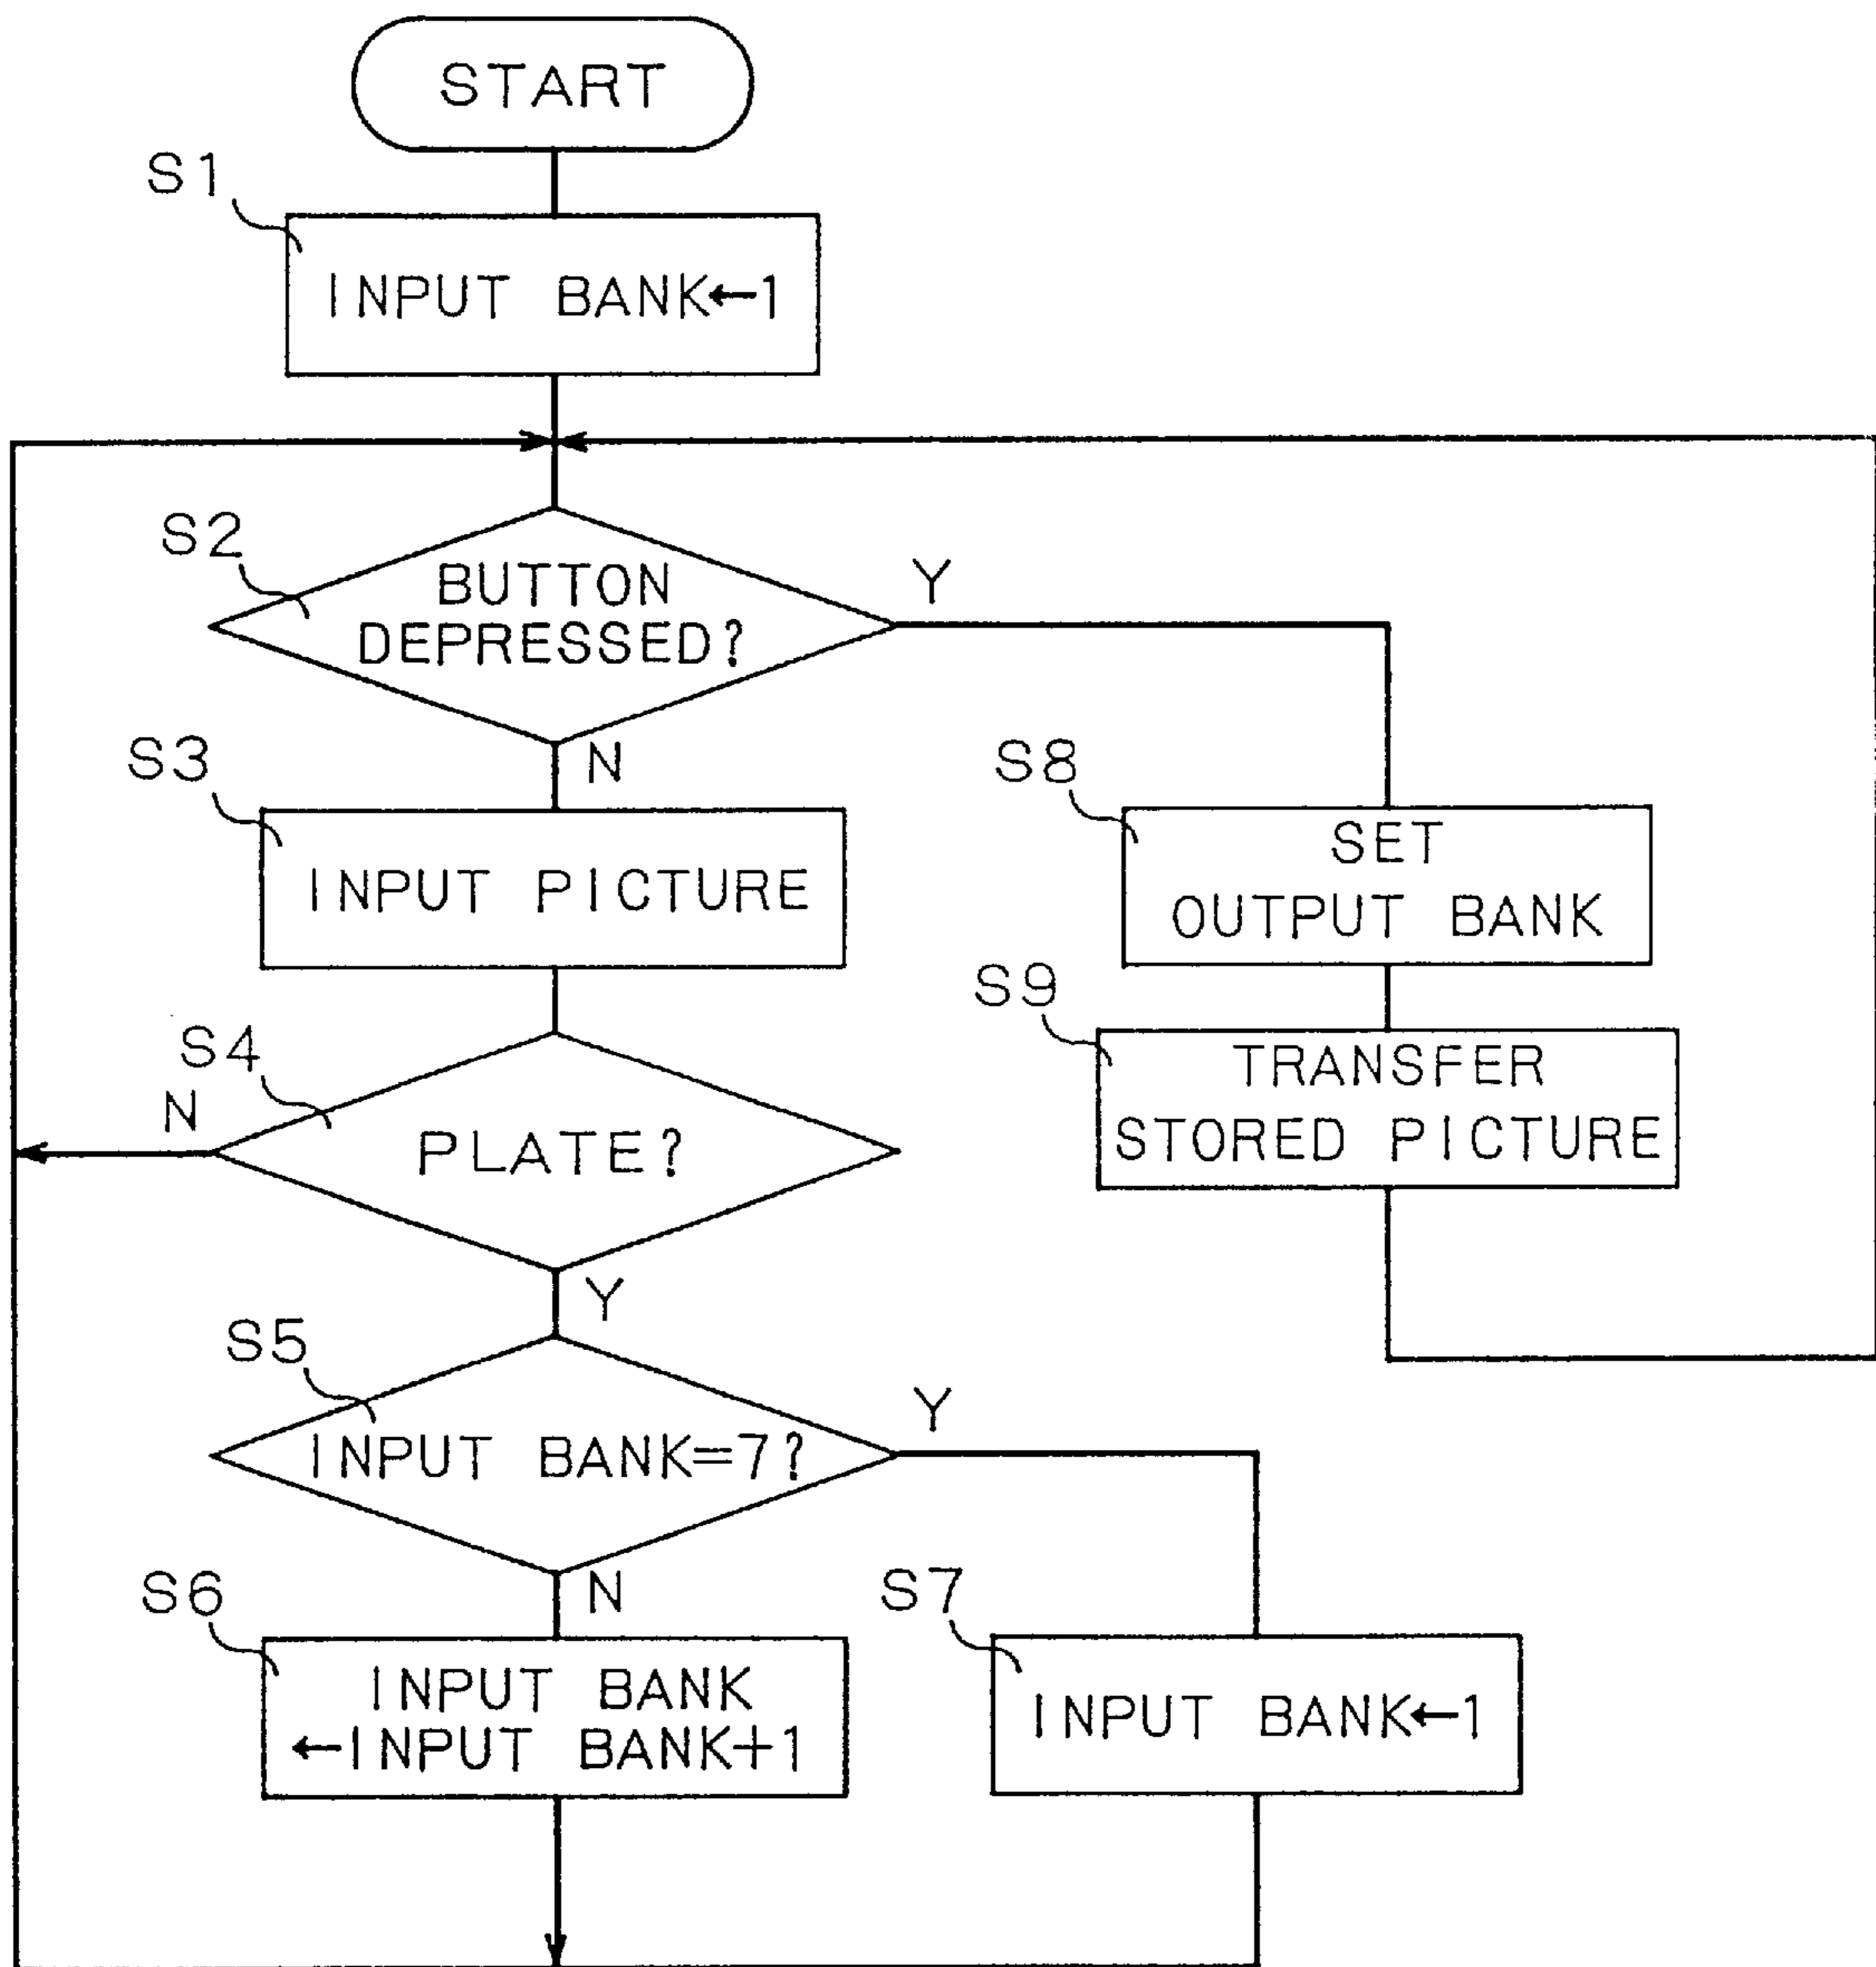 START
S1
INPUT BANK←1
S2
BUTTON
DEPRESSED?
Y
N
S3
INPUT PICTURE
S8
SET
OUTPUT BANK
S9
TRANSFER
STORED PICTURE
S4
N
PLATE?
Y
S5
INPUT BANK=7?
Y
N
S6
INPUT BANK
←INPUT BANK+1
S7
INPUT BANK←1